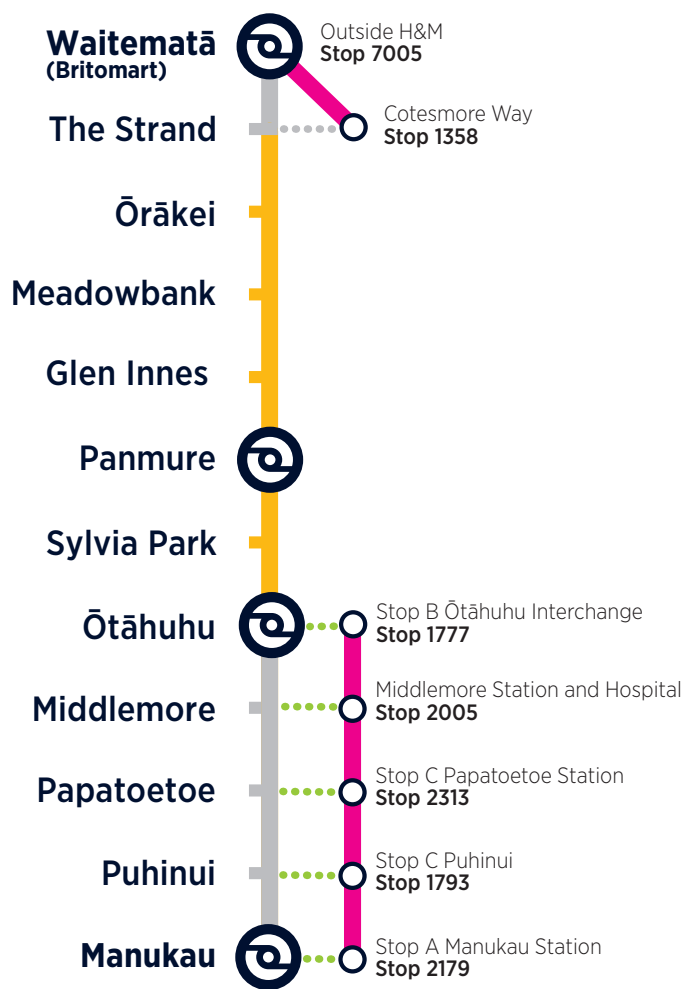 Waitematā
(Britomart)
Outside H&M
Stop 7005
The Strand
Cotesmore Way
Stop 1358
Ōrākei
Meadowbank
Glen Innes
Panmure
Sylvia Park
Ōtāhuhu
Stop B Ōtāhuhu Interchange
Stop 1777
Middlemore
Middlemore Station and Hospital
Stop 2005
Papatoetoe
Stop C Papatoetoe Station
Stop 2313
Puhinui
Stop C Puhinui
Stop 1793
Manukau
Stop A Manukau Station
Stop 2179